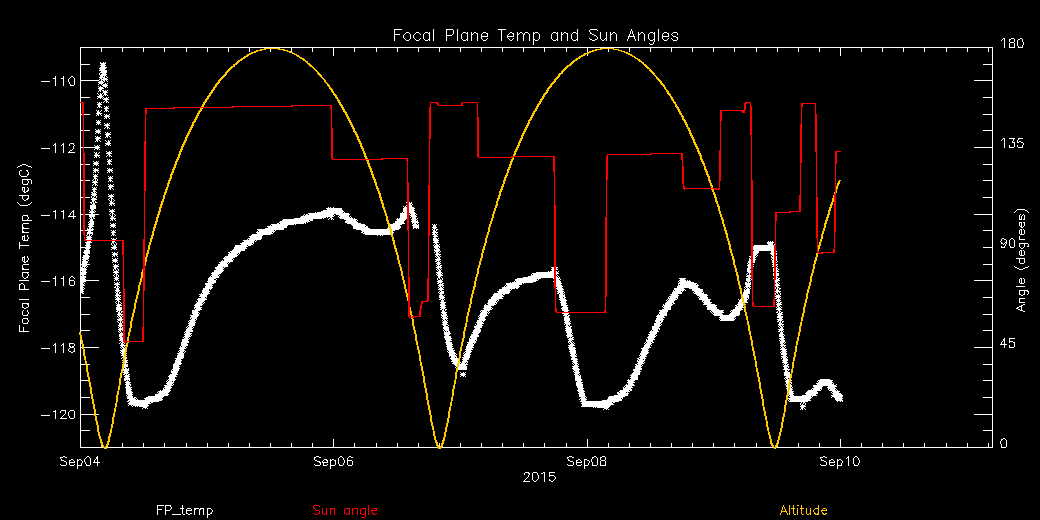 Focal Plane Temp and Sun Angles
180
-110
135
-112
-114
90
-116
45
-118
-120
0
Focal Plane Temp (degC)
Angle (degrees)
Sep04 Sep06 Sep08 Sep10
2015
FP_temp Sun angle Altitude